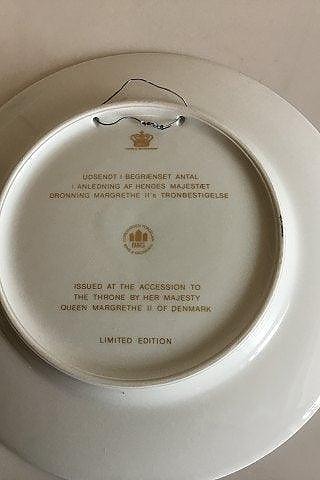 UDSENDT I BEGRÆNSET ANTAL
I ANLEDNING AF HENDES MAJESTÆT
DRONNING MARGRETHE II's TRONBESTIGELSE
B&G
ISSUED AT THE ACCESSION TO
THE THRONE BY HER MAJESTY
QUEEN MARGRETHE II OF DENMARK
LIMITED EDITION